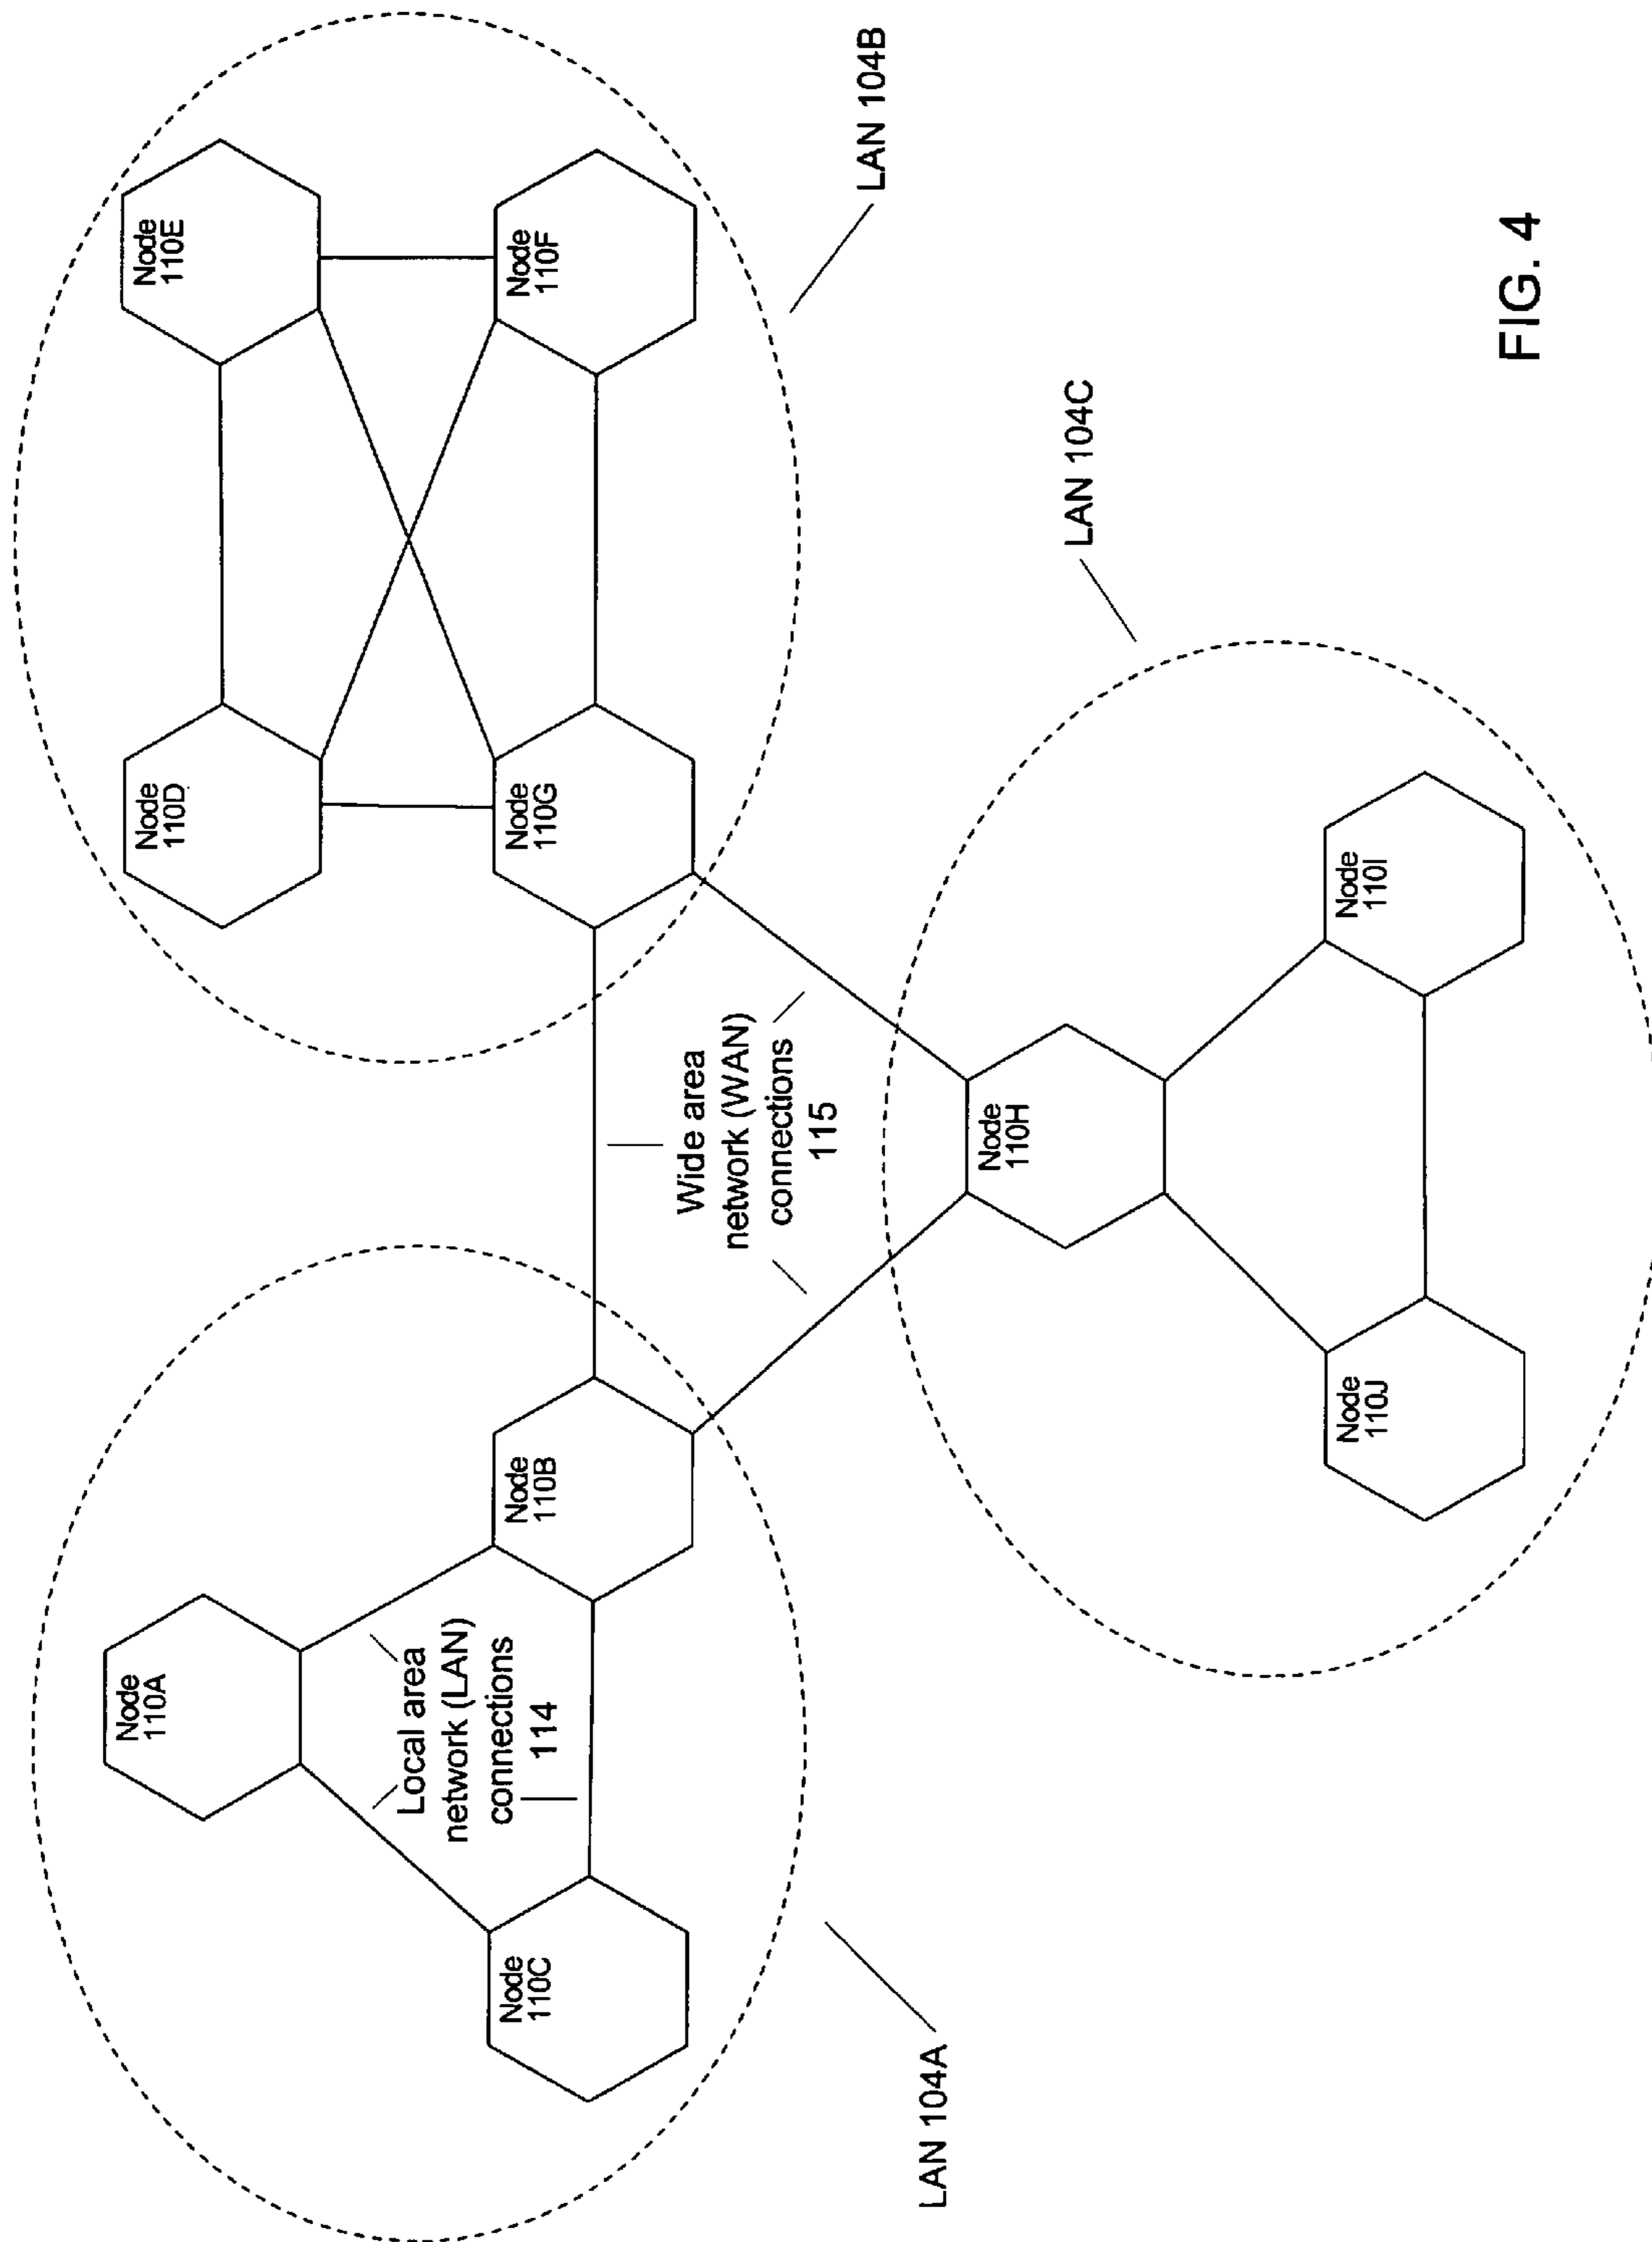 Node
110A
Node
110D
Node
110E
Local area
network (LAN)
connections
114
Node
110C
Node
110B
Node
110G
Node
110F
Wide area
network (WAN)
connections
115
LAN 104A
LAN 104B
Node
110H
LAN 104C
Node
110J
Node
110I
FIG. 4